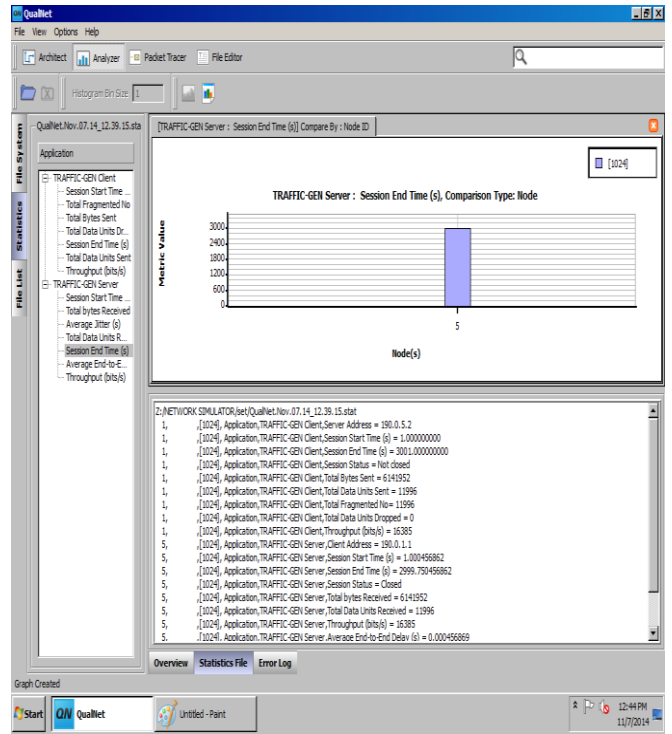 QN QualNet
File View Options Help
Architect Analyzer Packet Tracer File Editor
Histogram Bin Size 1
File System
Statistics
File List
QualNet.Nov.07.14_12.39.15.sta
Application
TRAFFIC-GEN Client
Session Start Time ...
Total Fragmented No
Total Bytes Sent
Total Data Units Dr...
Session End Time (s)
Total Data Units Sent
Throughput (bits/s)
TRAFFIC-GEN Server
Session Start Time ...
Total bytes Received
Average Jitter (s)
Total Data Units R...
Session End Time (s)
Average End-to-E...
Throughput (bits/s)
[TRAFFIC-GEN Server : Session End Time (s)] Compare By : Node ID
[1024]
TRAFFIC-GEN Server : Session End Time (s), Comparison Type: Node
Metric Value
3000
2400
1800
1200
600
0
5
Node(s)
Z:/NETWORK SIMULATOR/set/QualNet.Nov.07.14_12.39.15.stat
1, ,[1024], Application,TRAFFIC-GEN Client,Server Address = 190.0.5.2
1, ,[1024], Application,TRAFFIC-GEN Client,Session Start Time (s) = 1.000000000
1, ,[1024], Application,TRAFFIC-GEN Client,Session End Time (s) = 3001.000000000
1, ,[1024], Application,TRAFFIC-GEN Client,Session Status = Not closed
1, ,[1024], Application,TRAFFIC-GEN Client,Total Bytes Sent = 6141952
1, ,[1024], Application,TRAFFIC-GEN Client,Total Data Units Sent = 11996
1, ,[1024], Application,TRAFFIC-GEN Client,Total Fragmented No= 11996
1, ,[1024], Application,TRAFFIC-GEN Client,Total Data Units Dropped = 0
1, ,[1024], Application,TRAFFIC-GEN Client,Throughput (bits/s) = 16385
5, ,[1024], Application,TRAFFIC-GEN Server,Client Address = 190.0.1.1
5, ,[1024], Application,TRAFFIC-GEN Server,Session Start Time (s) = 1.000456862
5, ,[1024], Application,TRAFFIC-GEN Server,Session End Time (s) = 2999.750456862
5, ,[1024], Application,TRAFFIC-GEN Server,Session Status = Closed
5, ,[1024], Application,TRAFFIC-GEN Server,Total bytes Received = 6141952
5, ,[1024], Application,TRAFFIC-GEN Server,Total Data Units Received = 11996
5, ,[1024], Application,TRAFFIC-GEN Server,Throughput (bits/s) = 16385
5, ,[1024], Application,TRAFFIC-GEN Server,Average End-to-End Delay (s) = 0.000456869
Overview Statistics File Error Log
Graph Created
Start QN QualNet Untitled - Paint 12:44 PM
11/7/2014